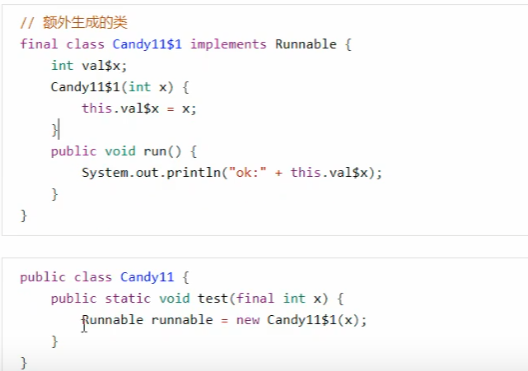 // 额外生成的类
final class Candy11$1 implements Runnable {
    int val$x;
    Candy11$1(int x) {
        this.val$x = x;
    }
    public void run() {
        System.out.println("ok:" + this.val$x);
    }
}
public class Candy11 {
    public static void test(final int x) {
        Runnable runnable = new Candy11$1(x);
    }
}